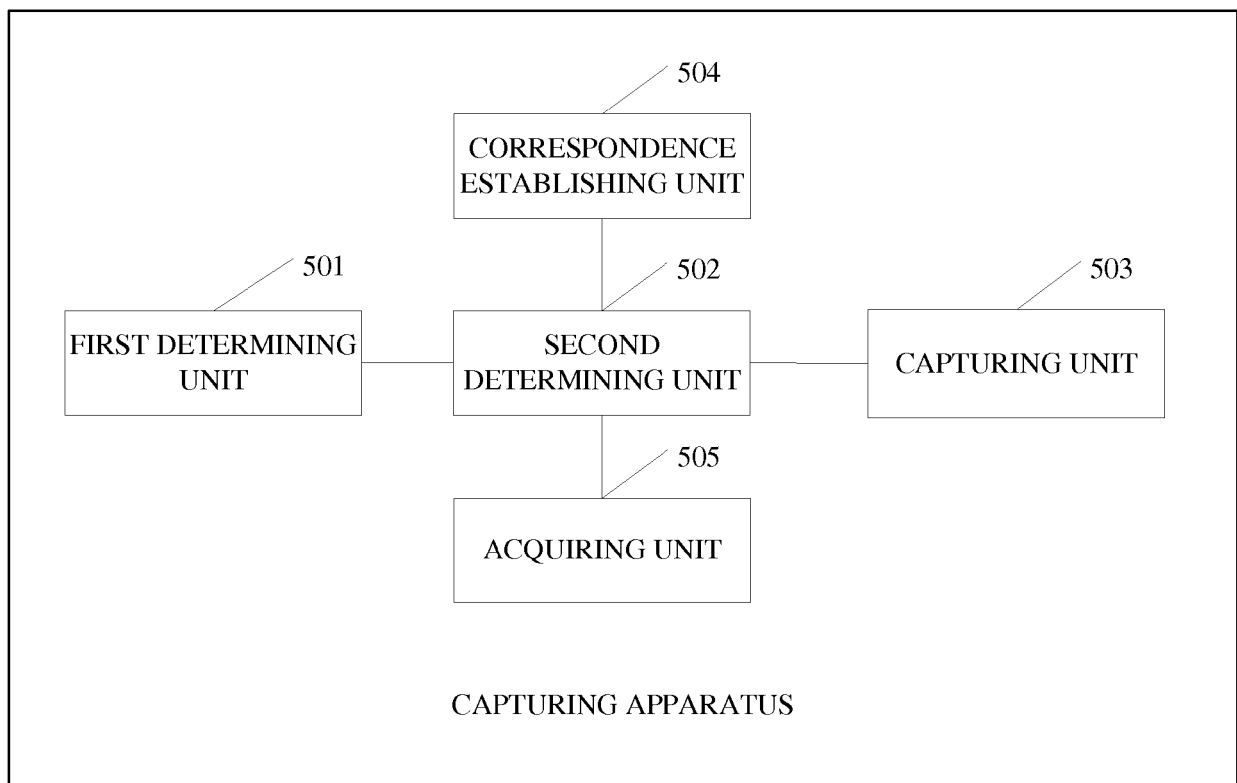 504
CORRESPONDENCE
ESTABLISHING UNIT
501
502
503
FIRST DETERMINING
UNIT
SECOND
DETERMINING UNIT
CAPTURING UNIT
505
ACQUIRING UNIT
CAPTURING APPARATUS